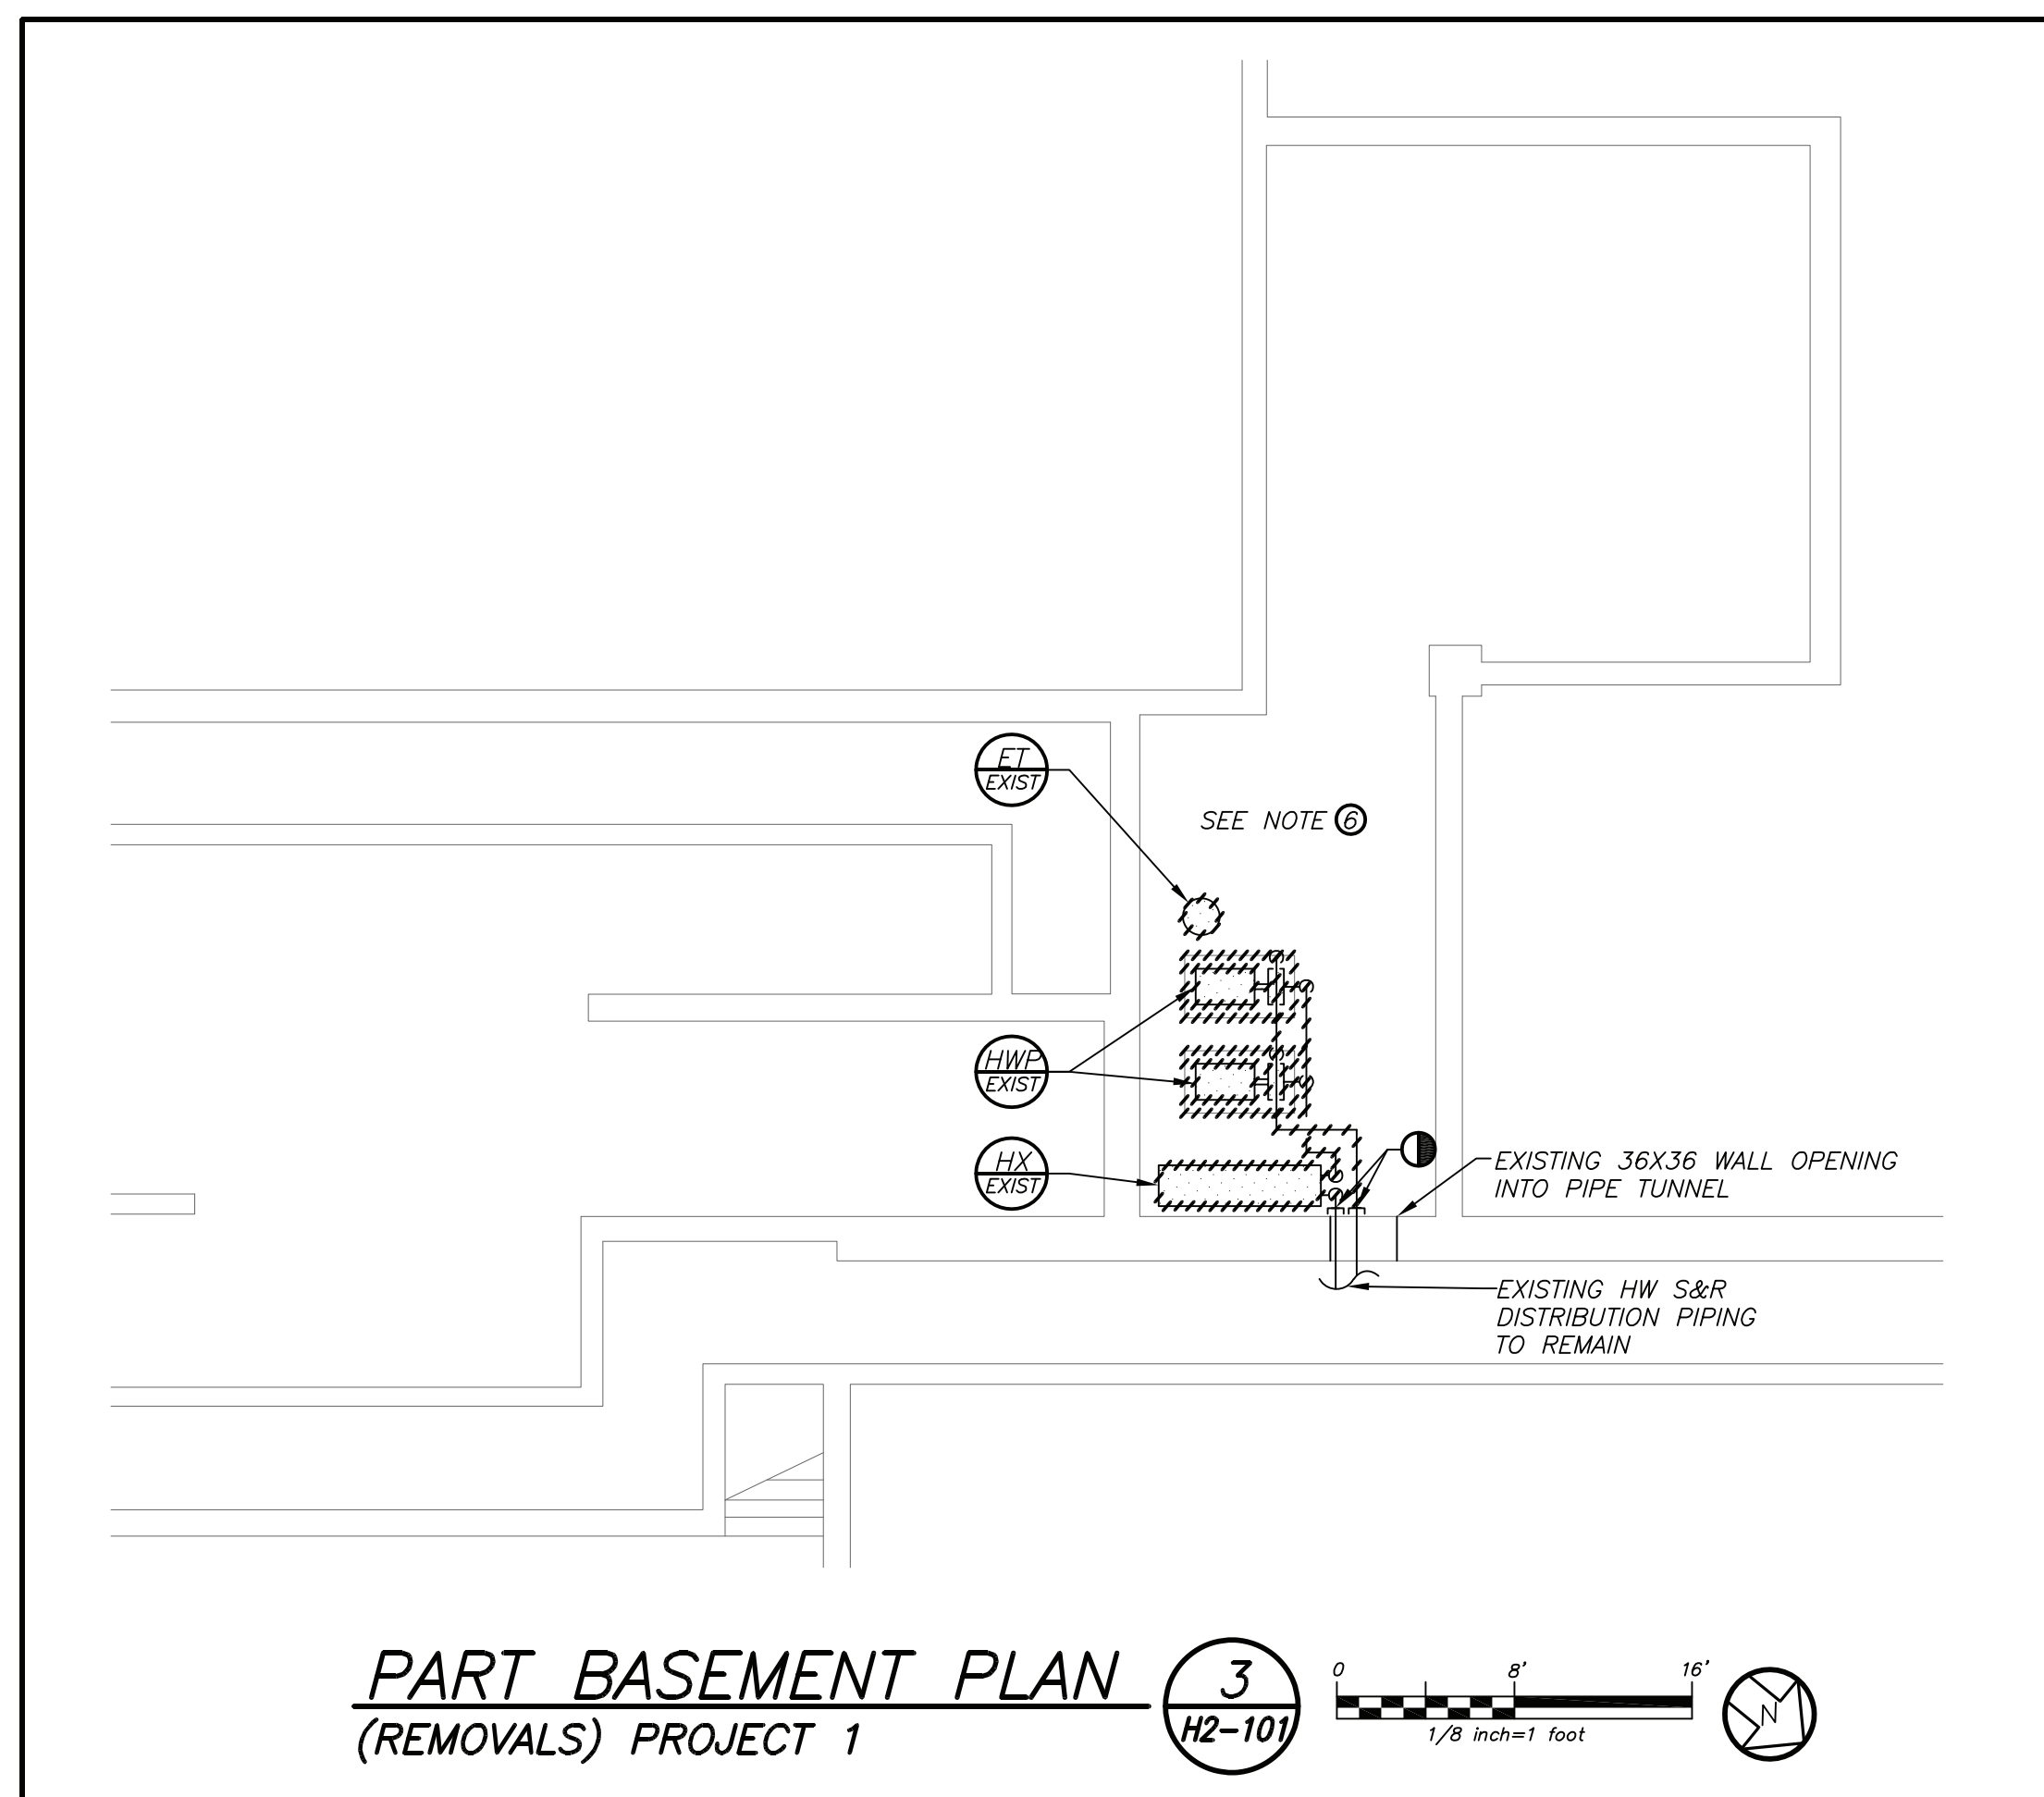 ET
EXIST
SEE NOTE 6
HWP
EXIST
HX
EXIST
EXISTING 36X36 WALL OPENING
INTO PIPE TUNNEL
EXISTING HW S&R
DISTRIBUTION PIPING
TO REMAIN
PART BASEMENT PLAN
(REMOVALS) PROJECT 1
3
H2-101
0 8' 16'
1/8 inch=1 foot
N